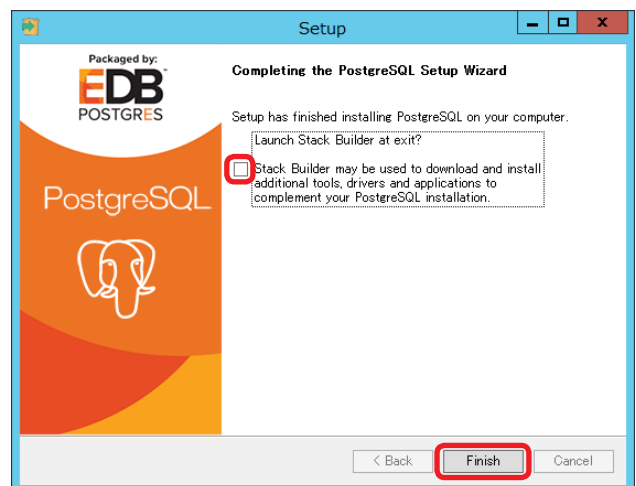 Setup
Packaged by:
EDB
POSTGRES
PostgreSQL
Completing the PostgreSQL Setup Wizard
Setup has finished installing PostgreSQL on your computer.
Launch Stack Builder at exit?
Stack Builder may be used to download and install
additional tools, drivers and applications to
complement your PostgreSQL installation.
< Back
Finish
Cancel